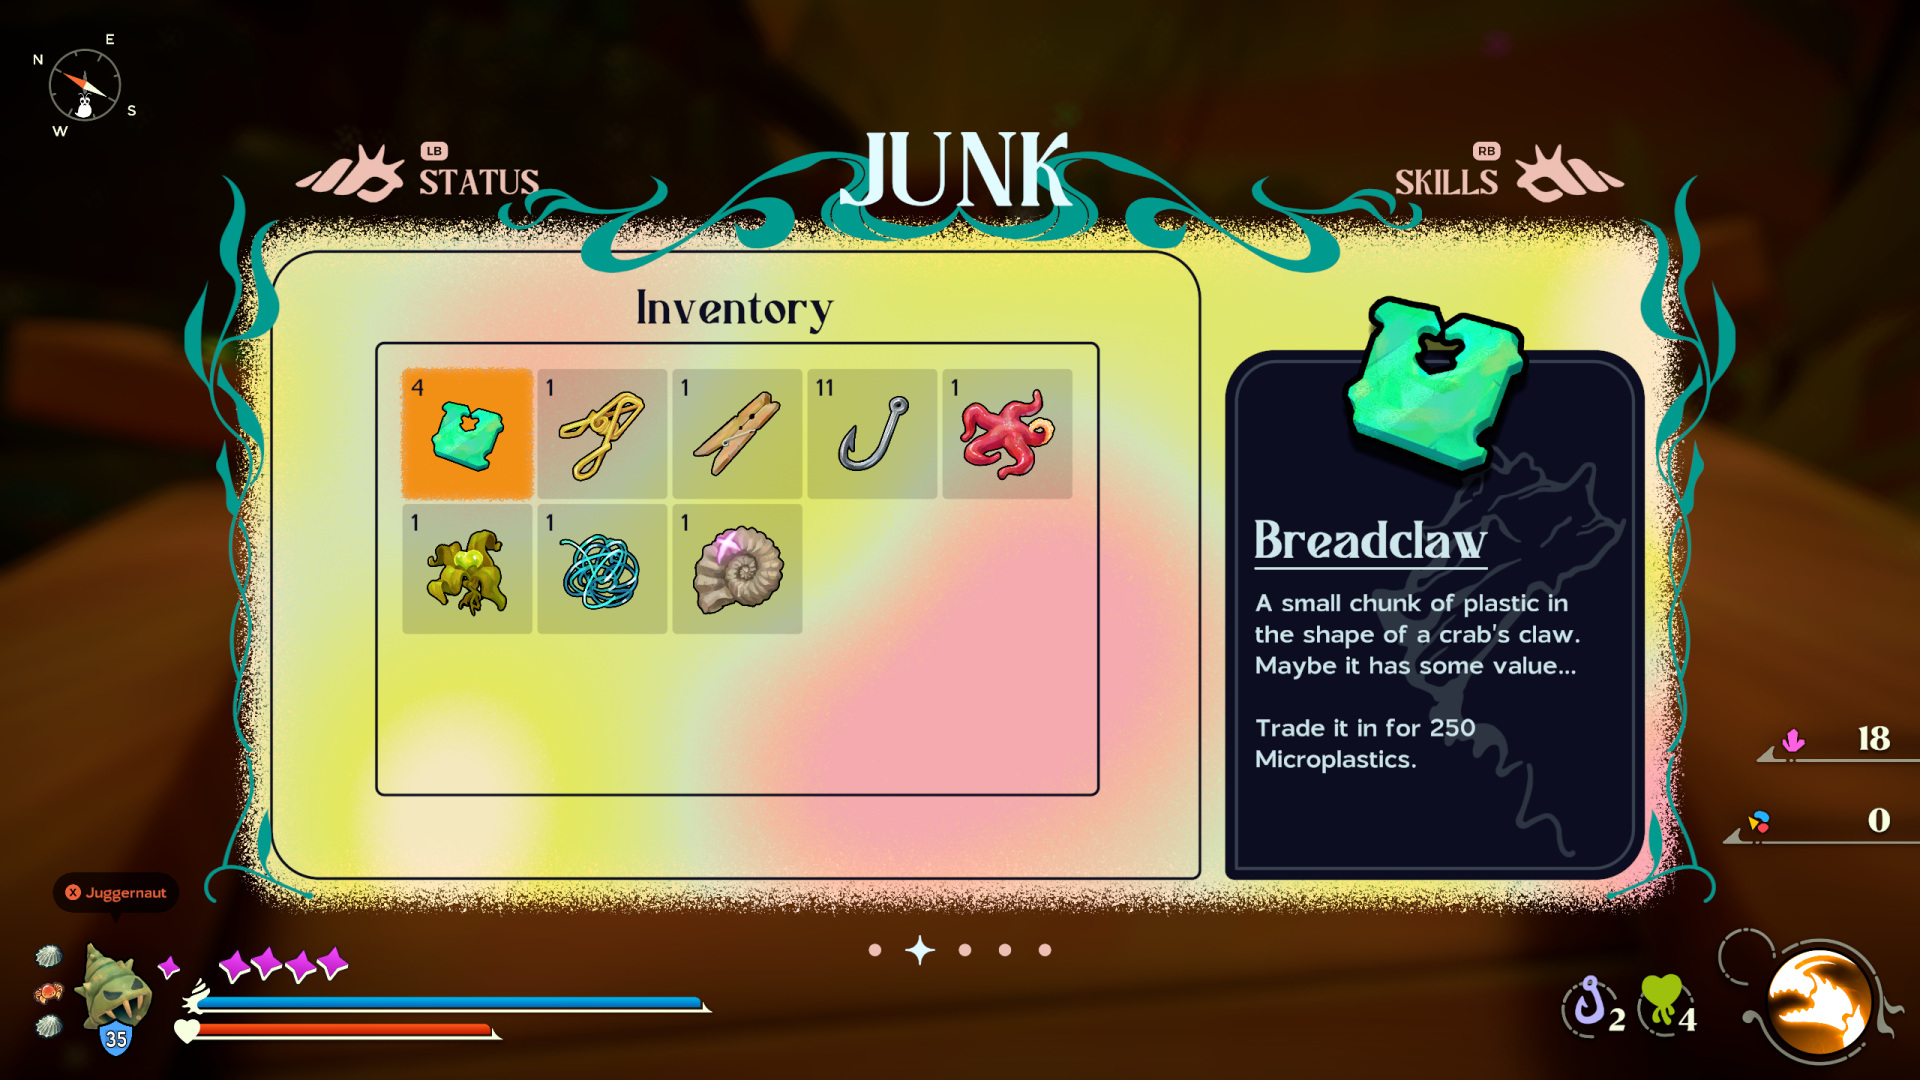 E
N
S
W
LB
STATUS
JUNK
RB
SKILLS
Inventory
4
1
1
11
1
1
1
1
Breadclaw
A small chunk of plastic in
the shape of a crab's claw.
Maybe it has some value...
Trade it in for 250
Microplastics.
18
0
X Juggernaut
35
2
4